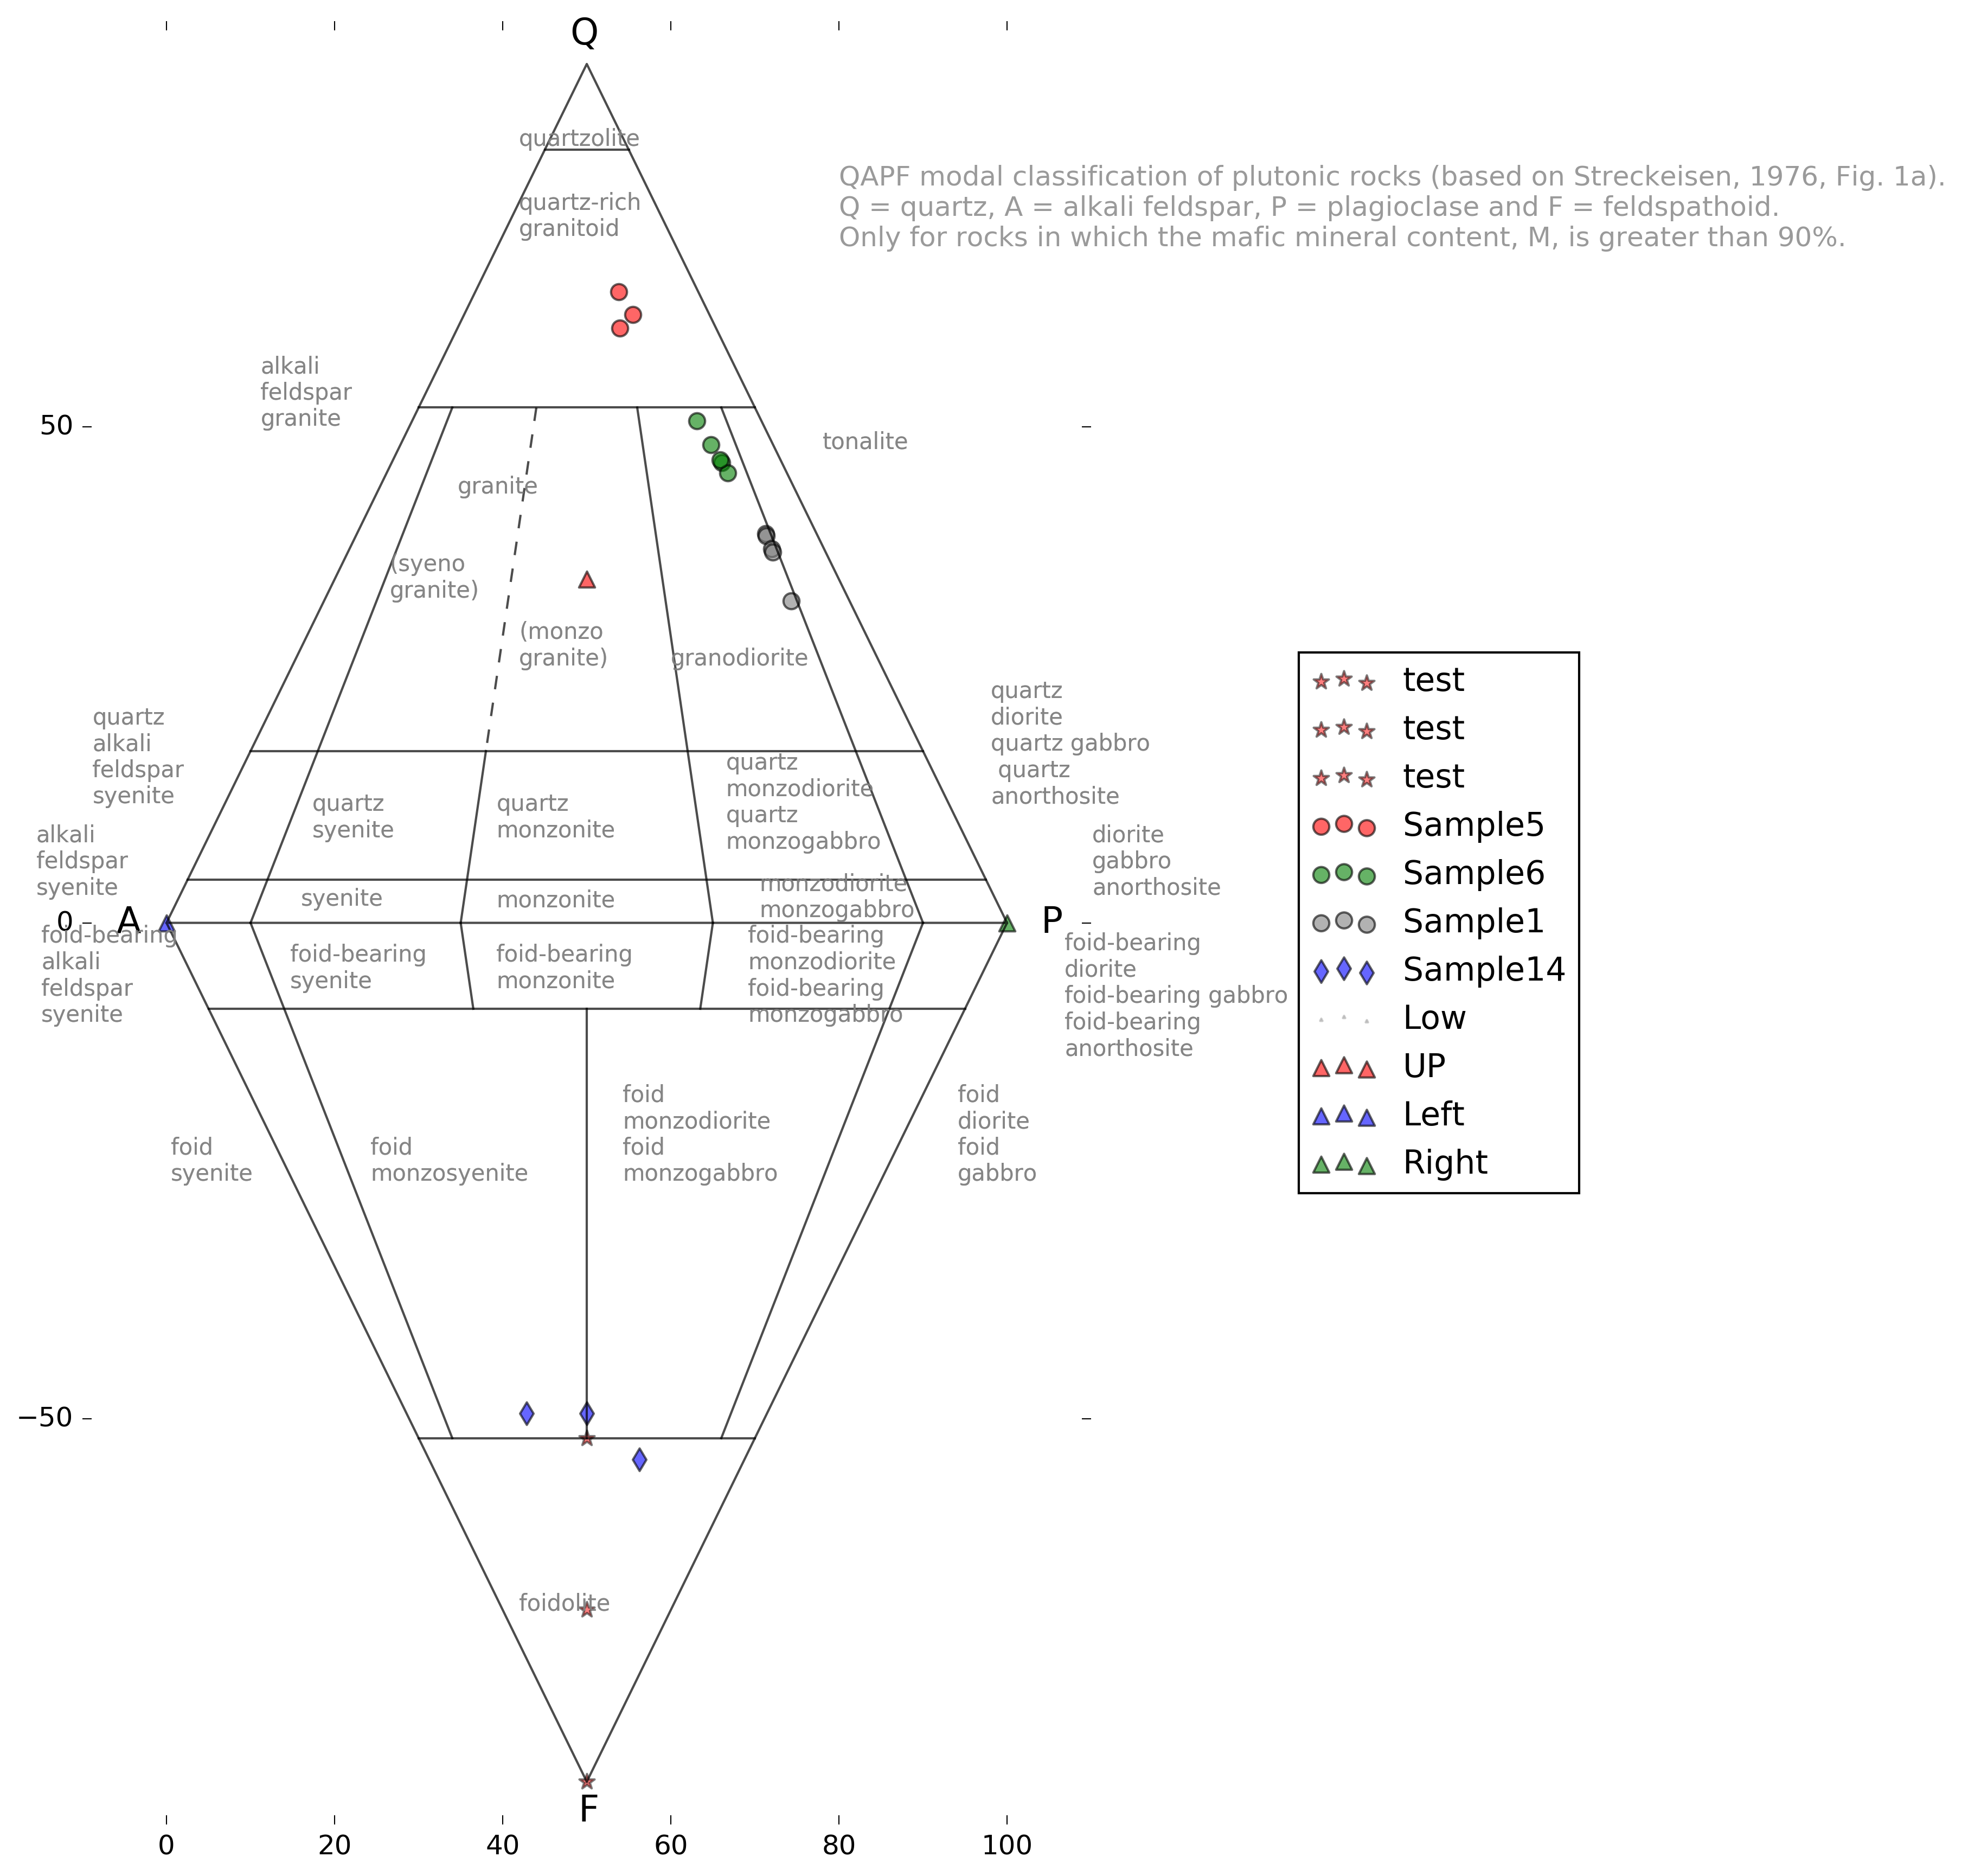 Q
quartzolite
QAPF modal classification of plutonic rocks (based on Streckeisen, 1976, Fig. 1a).
Q = quartz, A = alkali feldspar, P = plagioclase and F = feldspathoid.
Only for rocks in which the mafic mineral content, M, is greater than 90%.
quartz-rich
granitoid
alkali
feldspar
granite
50
tonalite
granite
(syeno
granite)
(monzo
granite)
granodiorite
quartz
alkali
feldspar
syenite
quartz
diorite
quartz gabbro
quartz
anorthosite
quartz
syenite
quartz
monzonite
quartz
monzodiorite
quartz
monzogabbro
alkali
feldspar
syenite
diorite
gabbro
anorthosite
syenite
monzonite
monzodiorite
monzogabbro
0
A
P
foid-bearing
alkali
feldspar
syenite
foid-bearing
syenite
foid-bearing
monzonite
foid-bearing
monzodiorite
foid-bearing
monzogabbro
foid-bearing
diorite
foid-bearing gabbro
foid-bearing
anorthosite
foid
syenite
foid
monzosyenite
foid
monzodiorite
foid
monzogabbro
foid
diorite
foid
gabbro
−50
foidolite
F
0 20 40 60 80 100
test
test
test
Sample5
Sample6
Sample1
Sample14
Low
UP
Left
Right